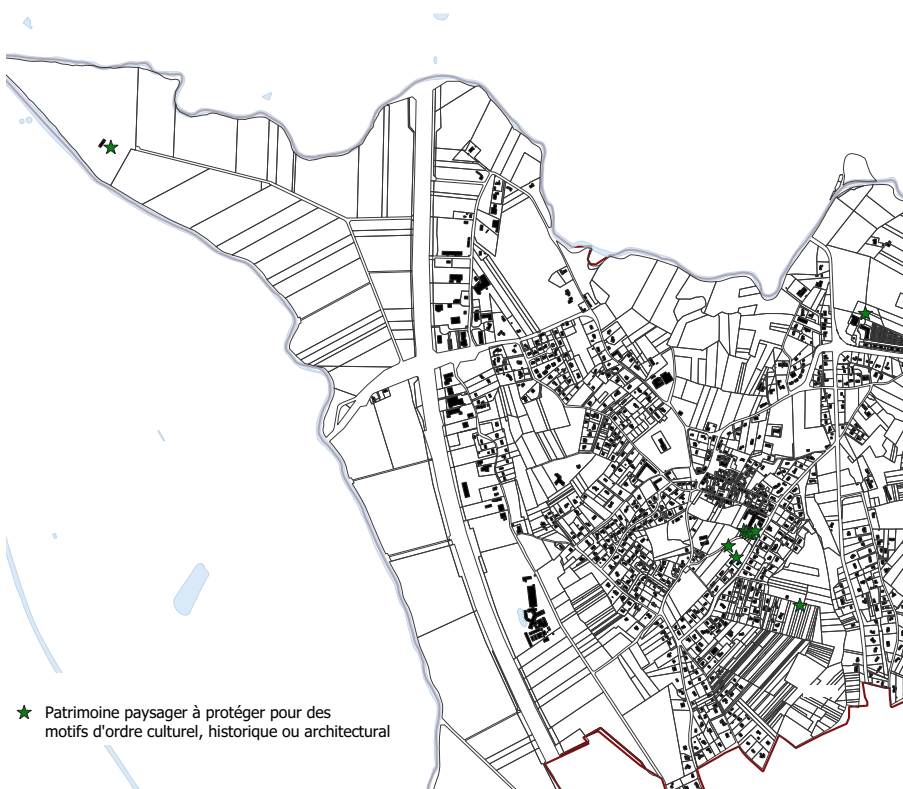 Patrimoine paysager à protéger pour des
motifs d'ordre culturel, historique ou architectural